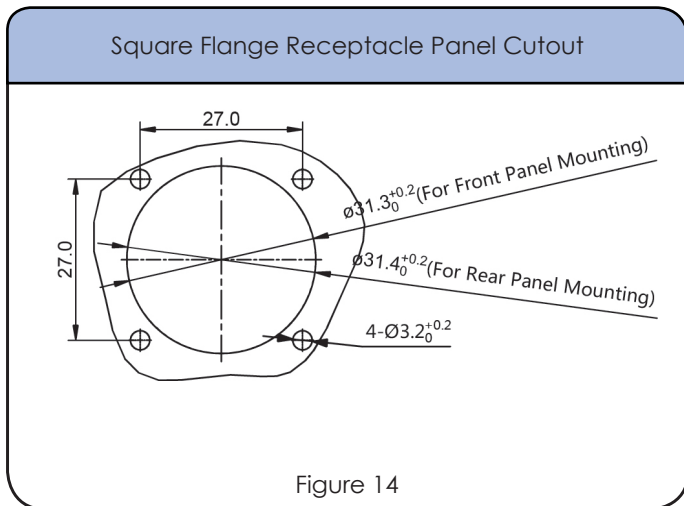 Square Flange Receptacle Panel Cutout
27.0
ø31.3+0.2 0(For Front Panel Mounting)
27.0
ø31.4+0.2 0(For Rear Panel Mounting)
4-Ø3.2+0.2 0
Figure 14